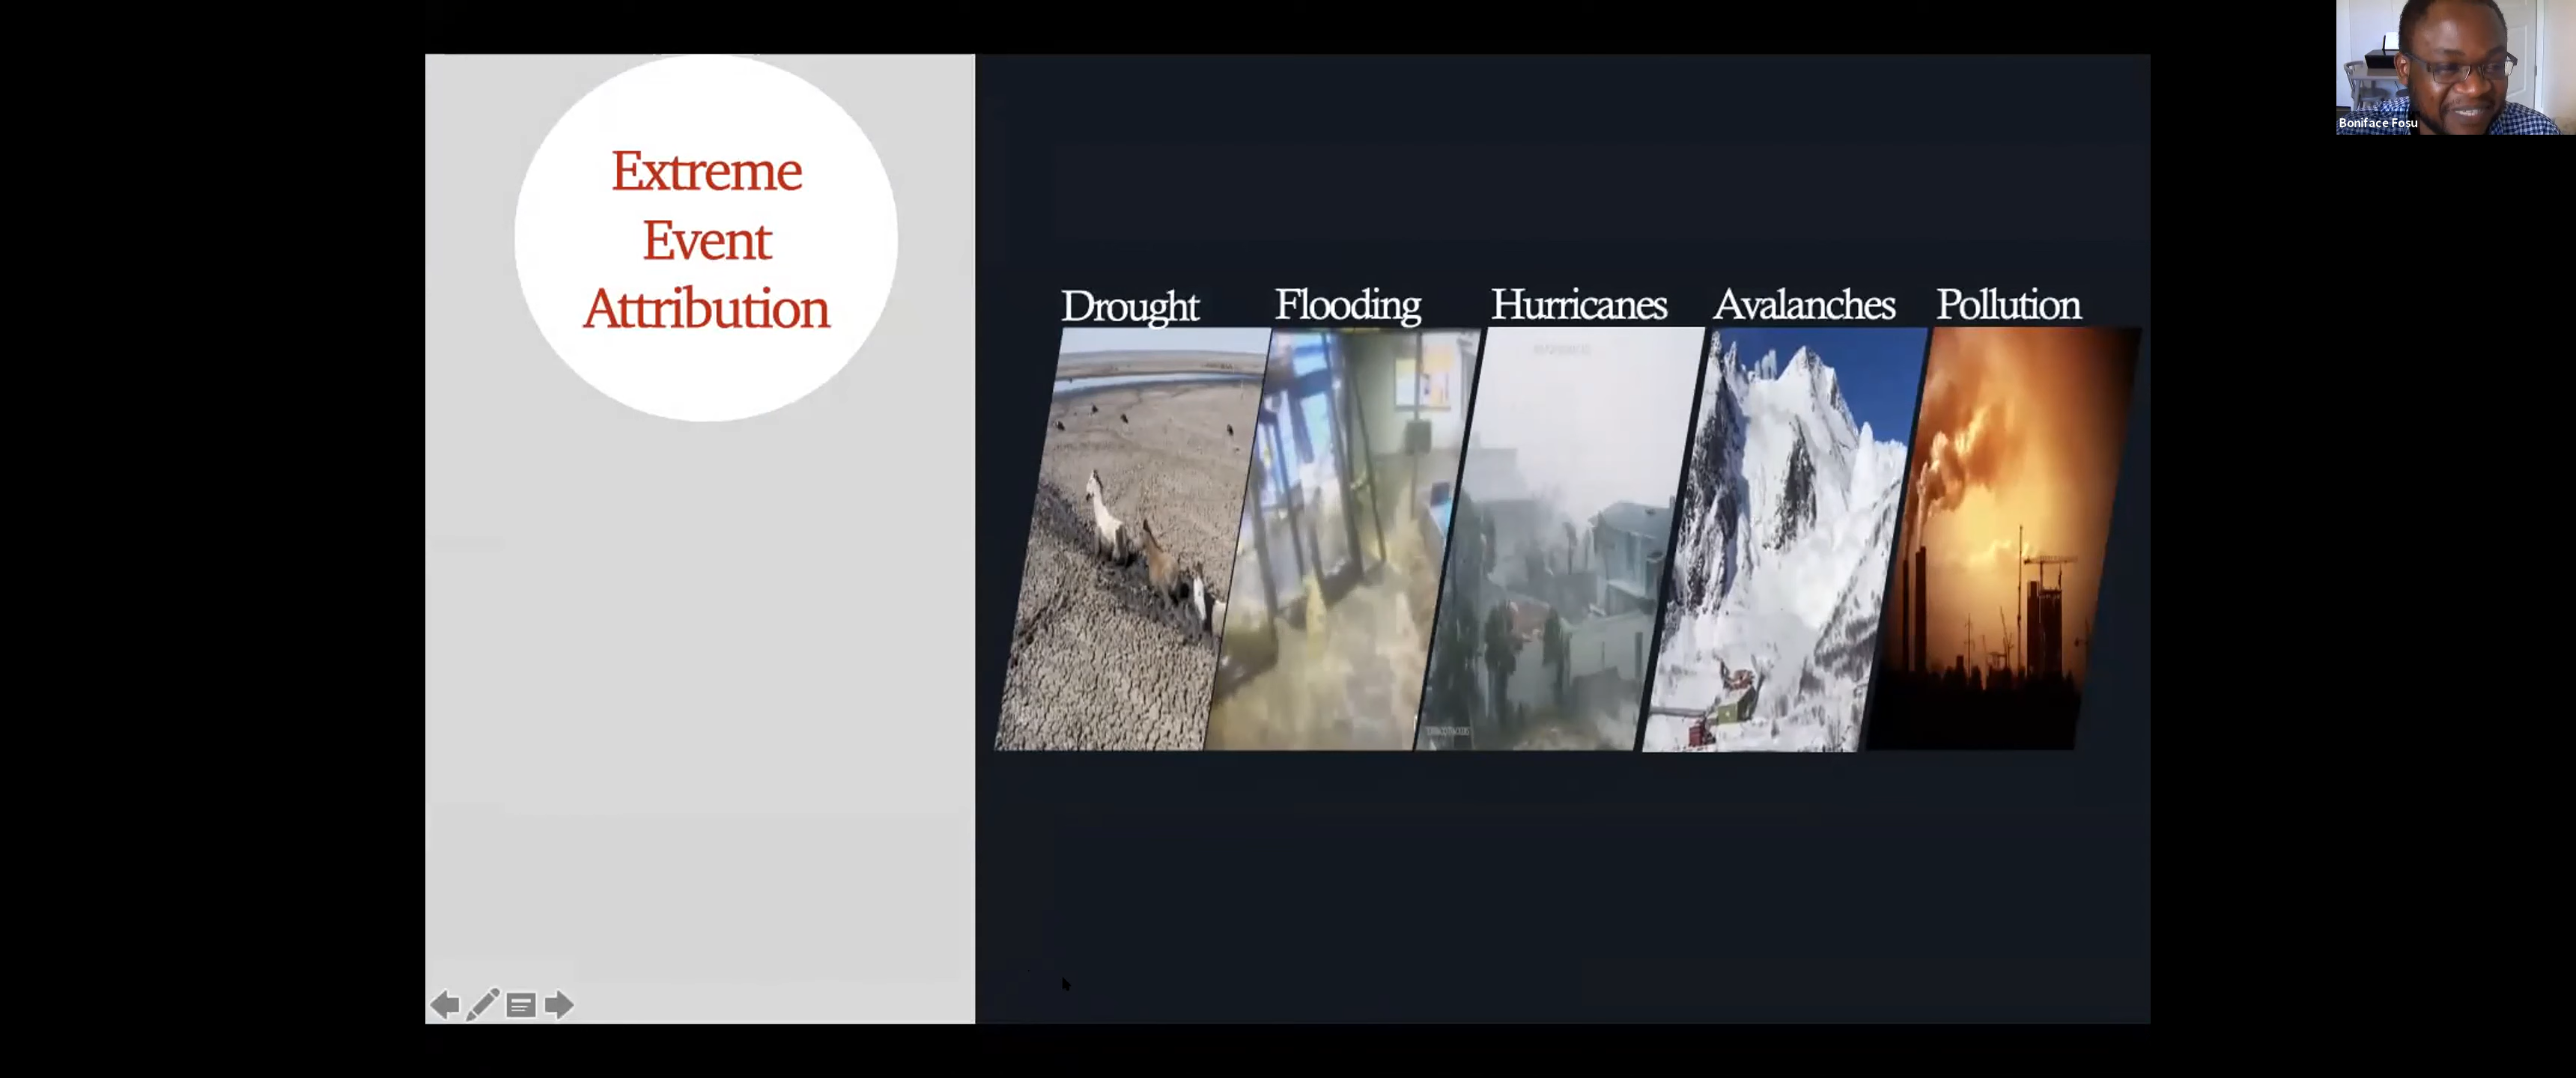 Extreme
Event
Attribution
Drought
Flooding
Hurricanes
Avalanches
Pollution
Boniface Fosu